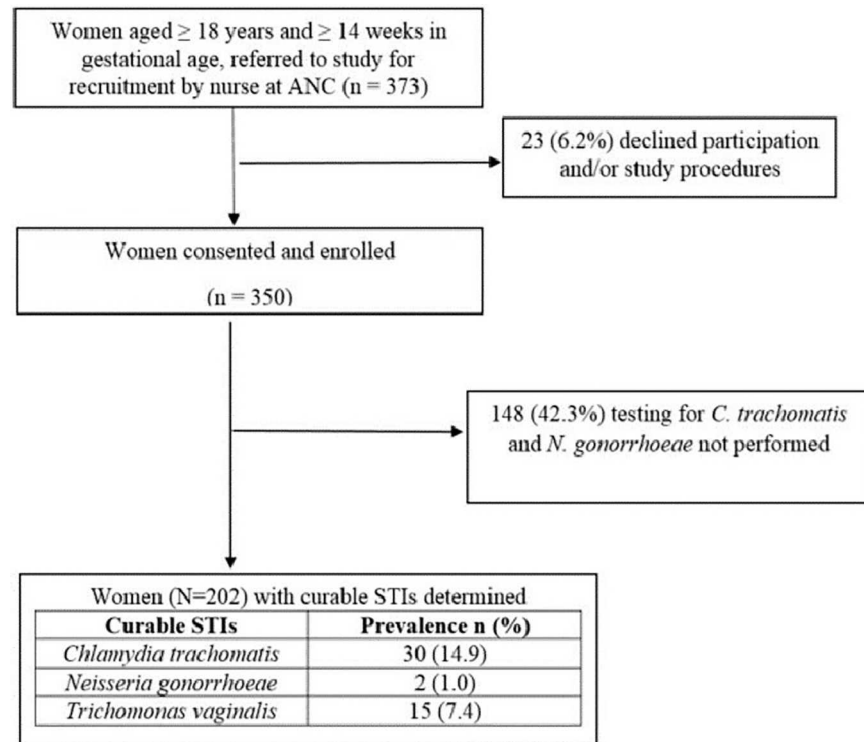 Women aged ≥ 18 years and ≥ 14 weeks in
gestational age, referred to study for
recruitment by nurse at ANC (n = 373)
23 (6.2%) declined participation
and/or study procedures
Women consented and enrolled
(n = 350)
148 (42.3%) testing for C. trachomatis
and N. gonorrhoeae not performed
Women (N=202) with curable STIs determined
Curable STIs Prevalence n (%)
Chlamydia trachomatis 30 (14.9)
Neisseria gonorrhoeae 2 (1.0)
Trichomonas vaginalis 15 (7.4)